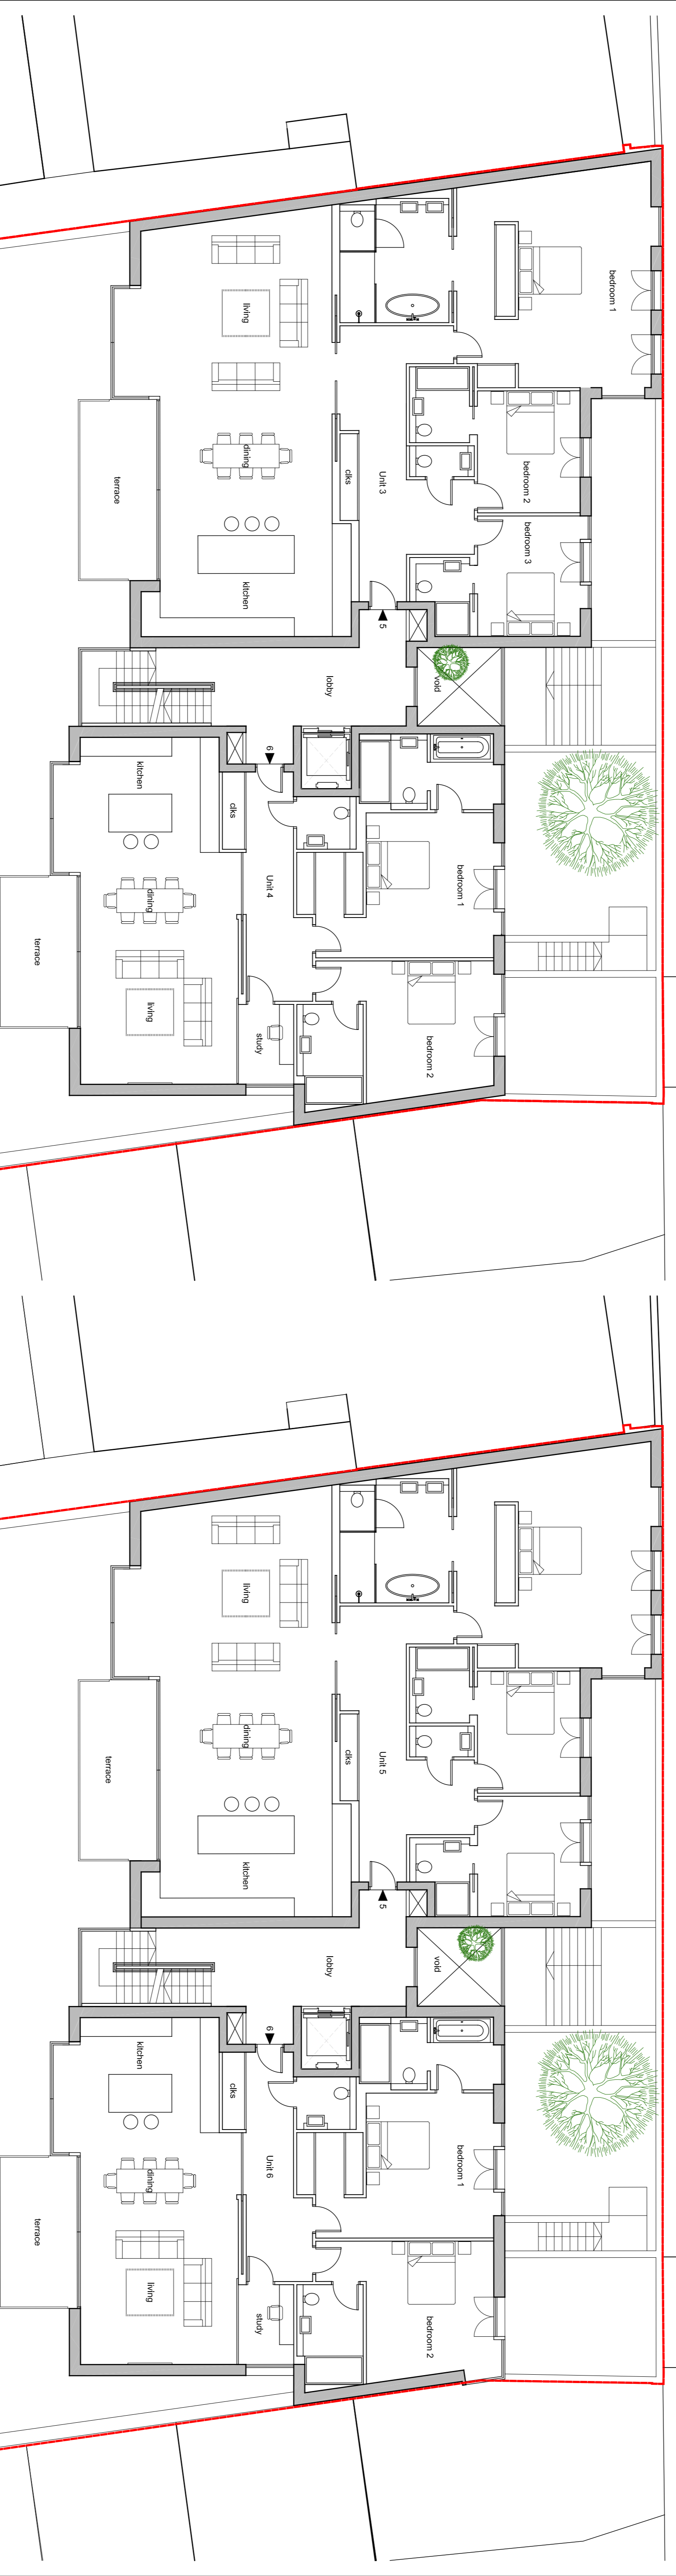 bedroom 1
living
bedroom 2
dining
clks
Unit 3
terrace
bedroom 3
kitchen
5
lobby
void
6
kitchen
clks
Unit 4
bedroom 1
dining
terrace
living
study
bedroom 2
living
dining
clks
Unit 5
terrace
kitchen
5
lobby
void
6
kitchen
clks
Unit 6
bedroom 1
dining
terrace
living
study
bedroom 2